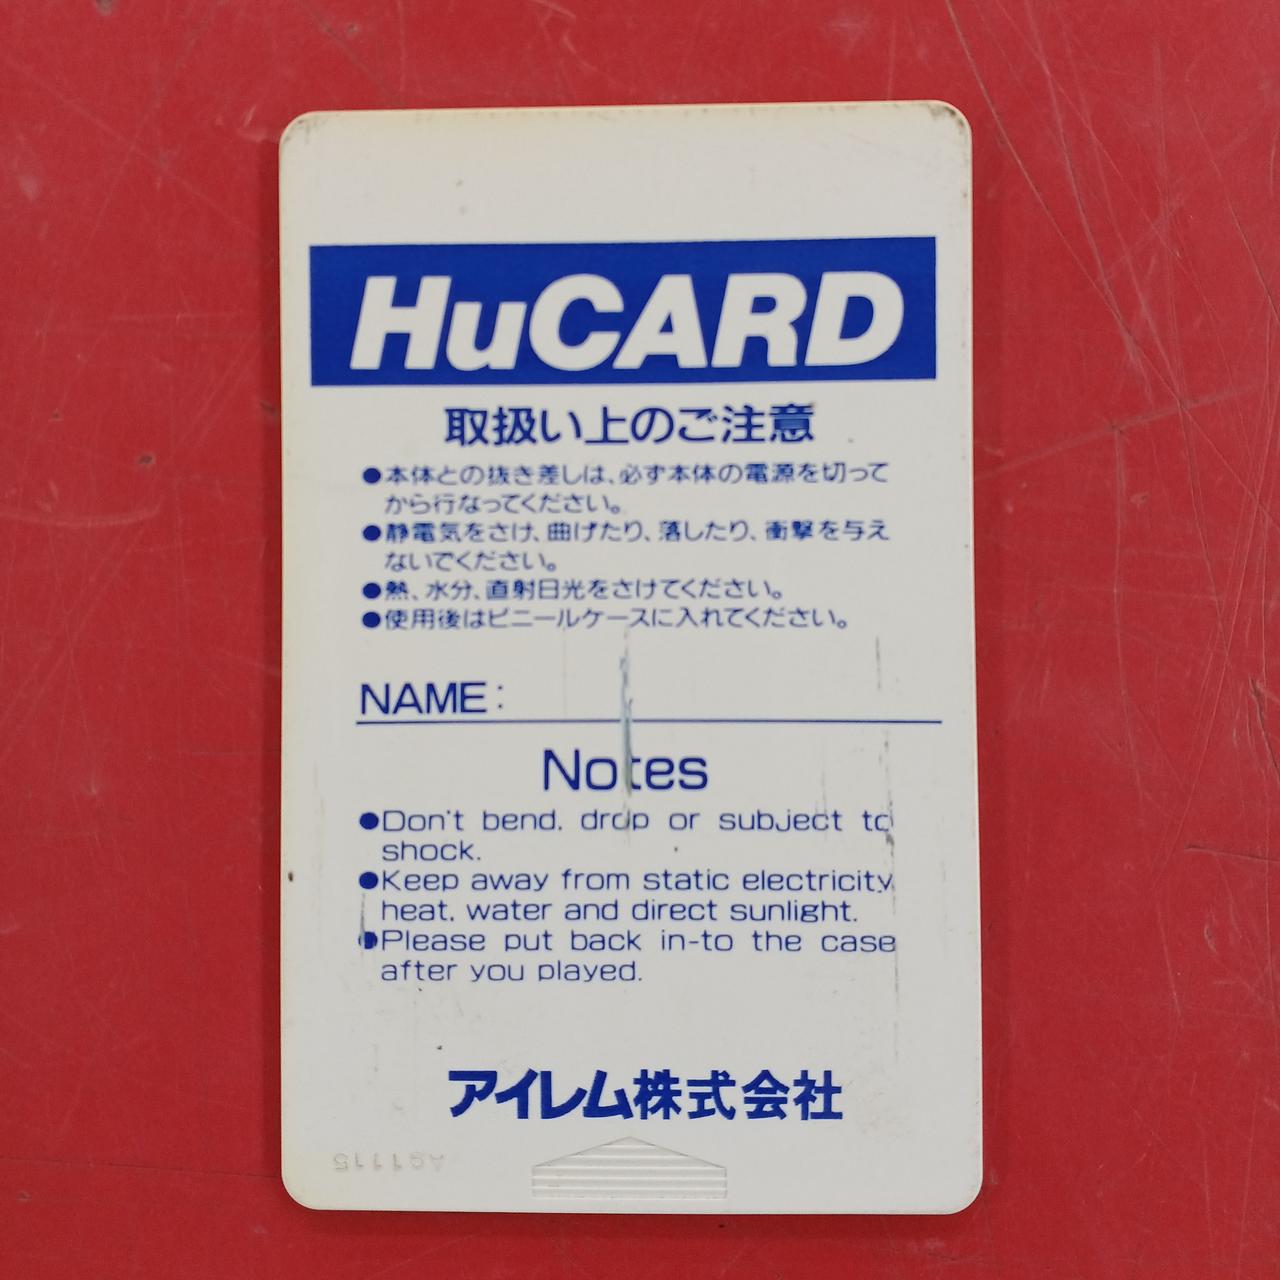 HuCARD
取扱い上のご注意
●本体との抜き差しは、必ず本体の電源を切って
から行なってください。
●静電気をさけ、曲げたり、落したり、衝撃を与え
ないでください。
●熱、水分、直射日光をさけてください。
●使用後はビニールケースに入れてください。
NAME:
Notes
●Don't bend, drop or subject to
shock.
●Keep away from static electricity,
heat, water and direct sunlight.
●Please put back in-to the case
after you played.
アイレム株式会社